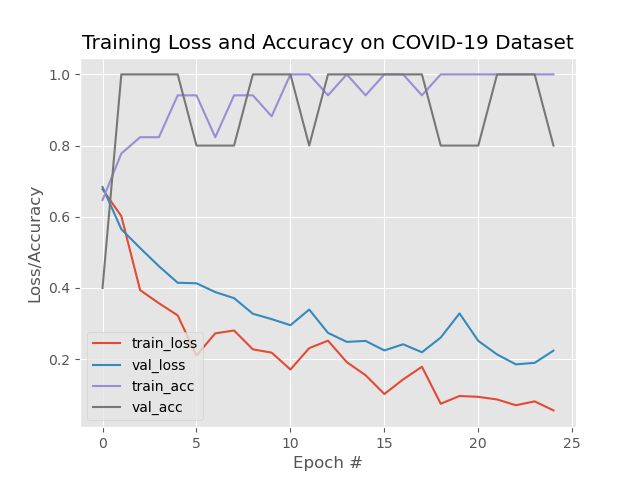 Training Loss and Accuracy on COVID-19 Dataset
Loss/Accuracy
1.0
0.8
0.6
0.4
0.2
train_loss
val_loss
train_acc
val_acc
0 5 10 15 20 25
Epoch #